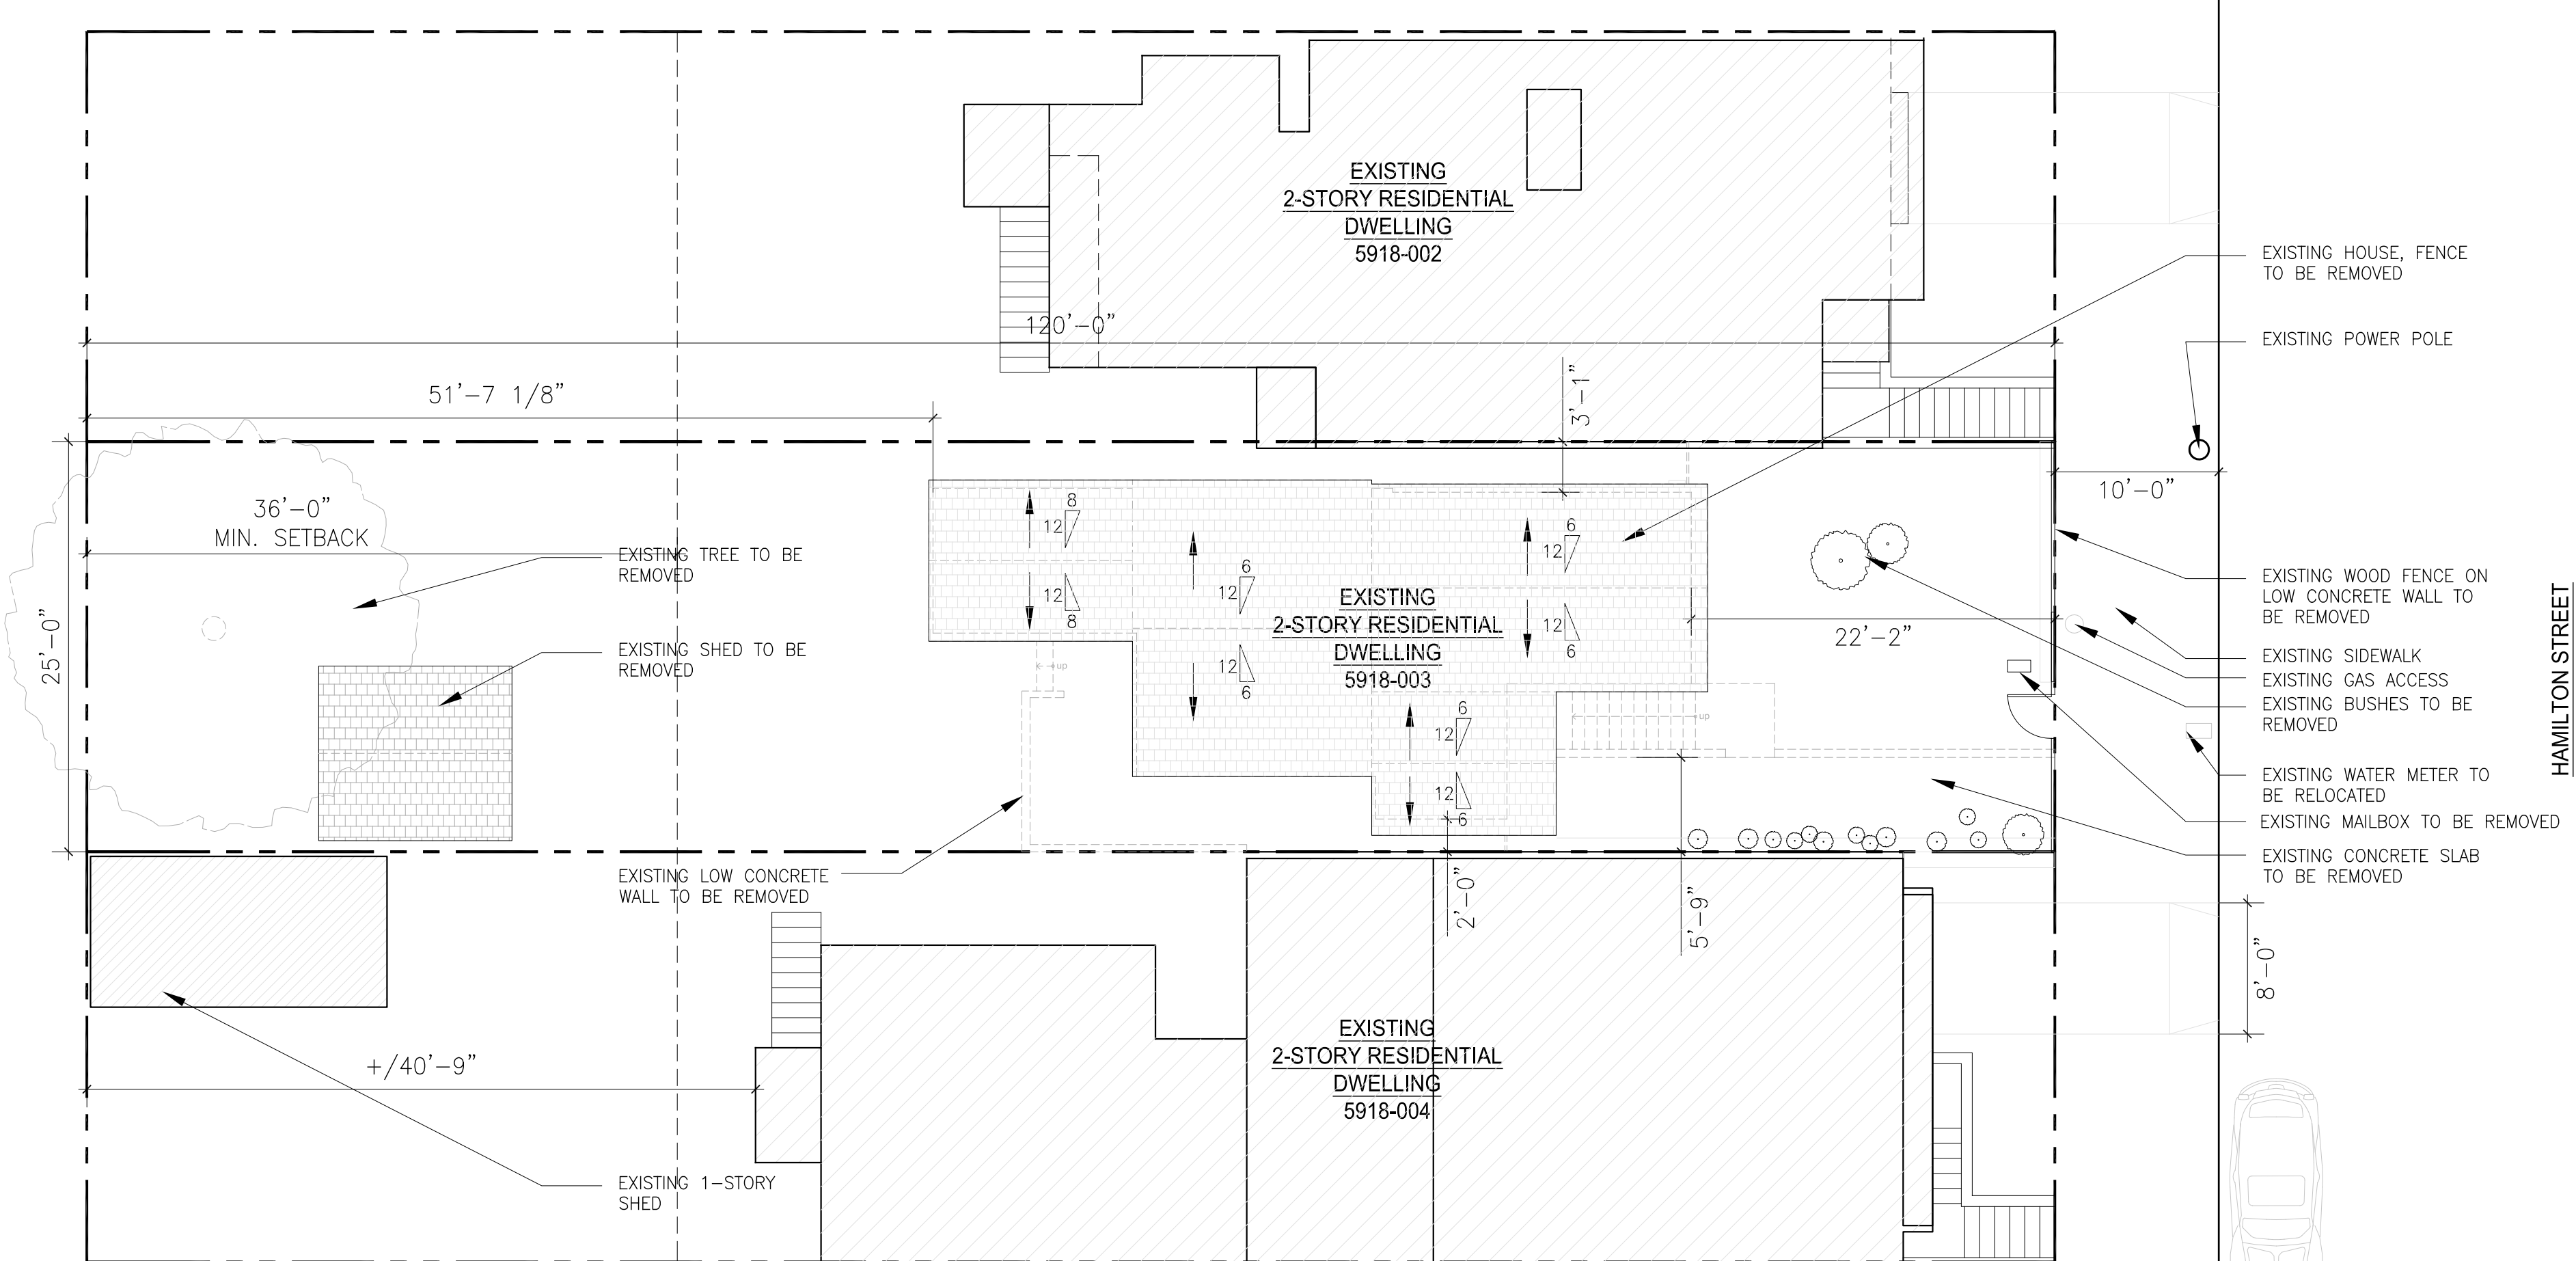 EXISTING
2-STORY RESIDENTIAL
DWELLING
5918-002
120'-0"
51'-7 1/8"
3'-1"
36'-0"
MIN. SETBACK
25'-0"
EXISTING TREE TO BE
REMOVED
EXISTING SHED TO BE
REMOVED
8
12
12
8
6
12
12
6
6
12
12
6
6
12
12
6
up
up
EXISTING
2-STORY RESIDENTIAL
DWELLING
5918-003
22'-2"
10'-0"
EXISTING HOUSE, FENCE
TO BE REMOVED
EXISTING POWER POLE
EXISTING WOOD FENCE ON
LOW CONCRETE WALL TO
BE REMOVED
EXISTING SIDEWALK
EXISTING GAS ACCESS
EXISTING BUSHES TO BE
REMOVED
EXISTING WATER METER TO
BE RELOCATED
EXISTING MAILBOX TO BE REMOVED
EXISTING CONCRETE SLAB
TO BE REMOVED
HAMILTON STREET
EXISTING LOW CONCRETE
WALL TO BE REMOVED
2'-0"
5'-9"
8'-0"
+/40'-9"
EXISTING
2-STORY RESIDENTIAL
DWELLING
5918-004
EXISTING 1-STORY
SHED